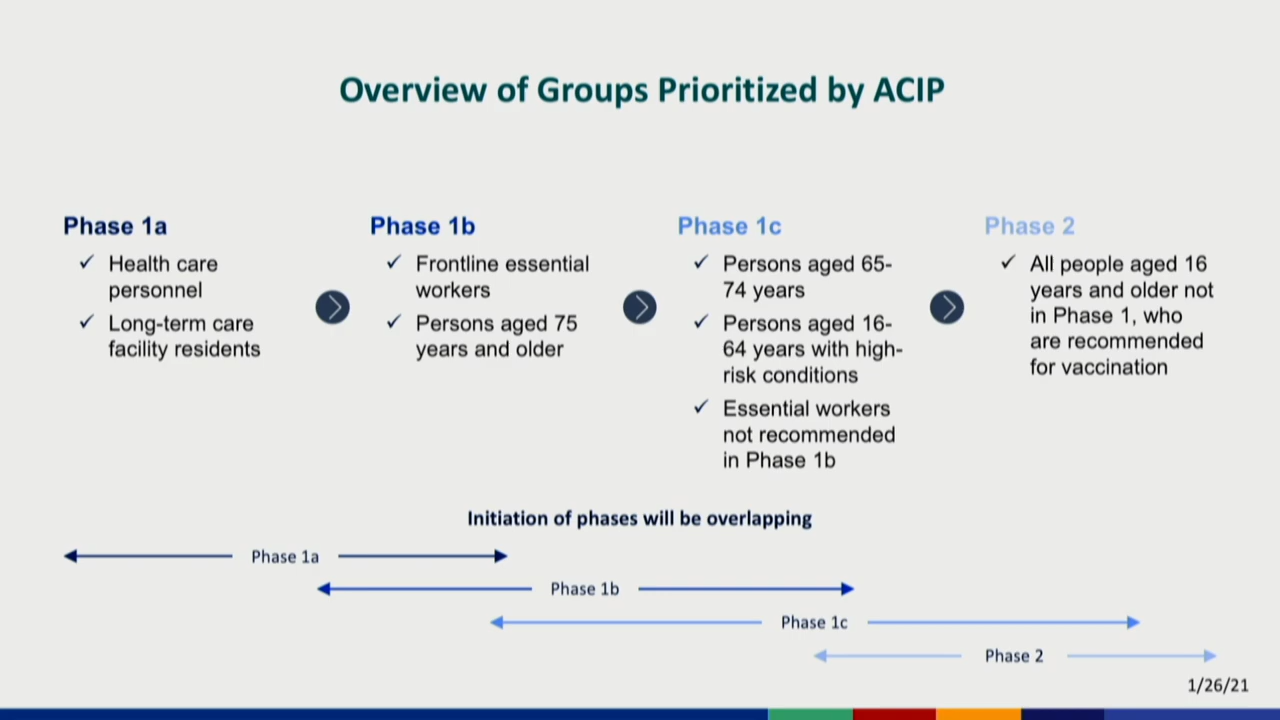 Overview of Groups Prioritized by ACIP
Phase 1a
Health care
personnel
Long-term care
facility residents
Phase 1b
Frontline essential
workers
Persons aged 75
years and older
Phase 1c
Persons aged 65-
74 years
Persons aged 16-
64 years with high-
risk conditions
Essential workers
not recommended
in Phase 1b
Phase 2
All people aged 16
years and older not
in Phase 1, who
are recommended
for vaccination
Initiation of phases will be overlapping
Phase 1a
Phase 1b
Phase 1c
Phase 2
1/26/21